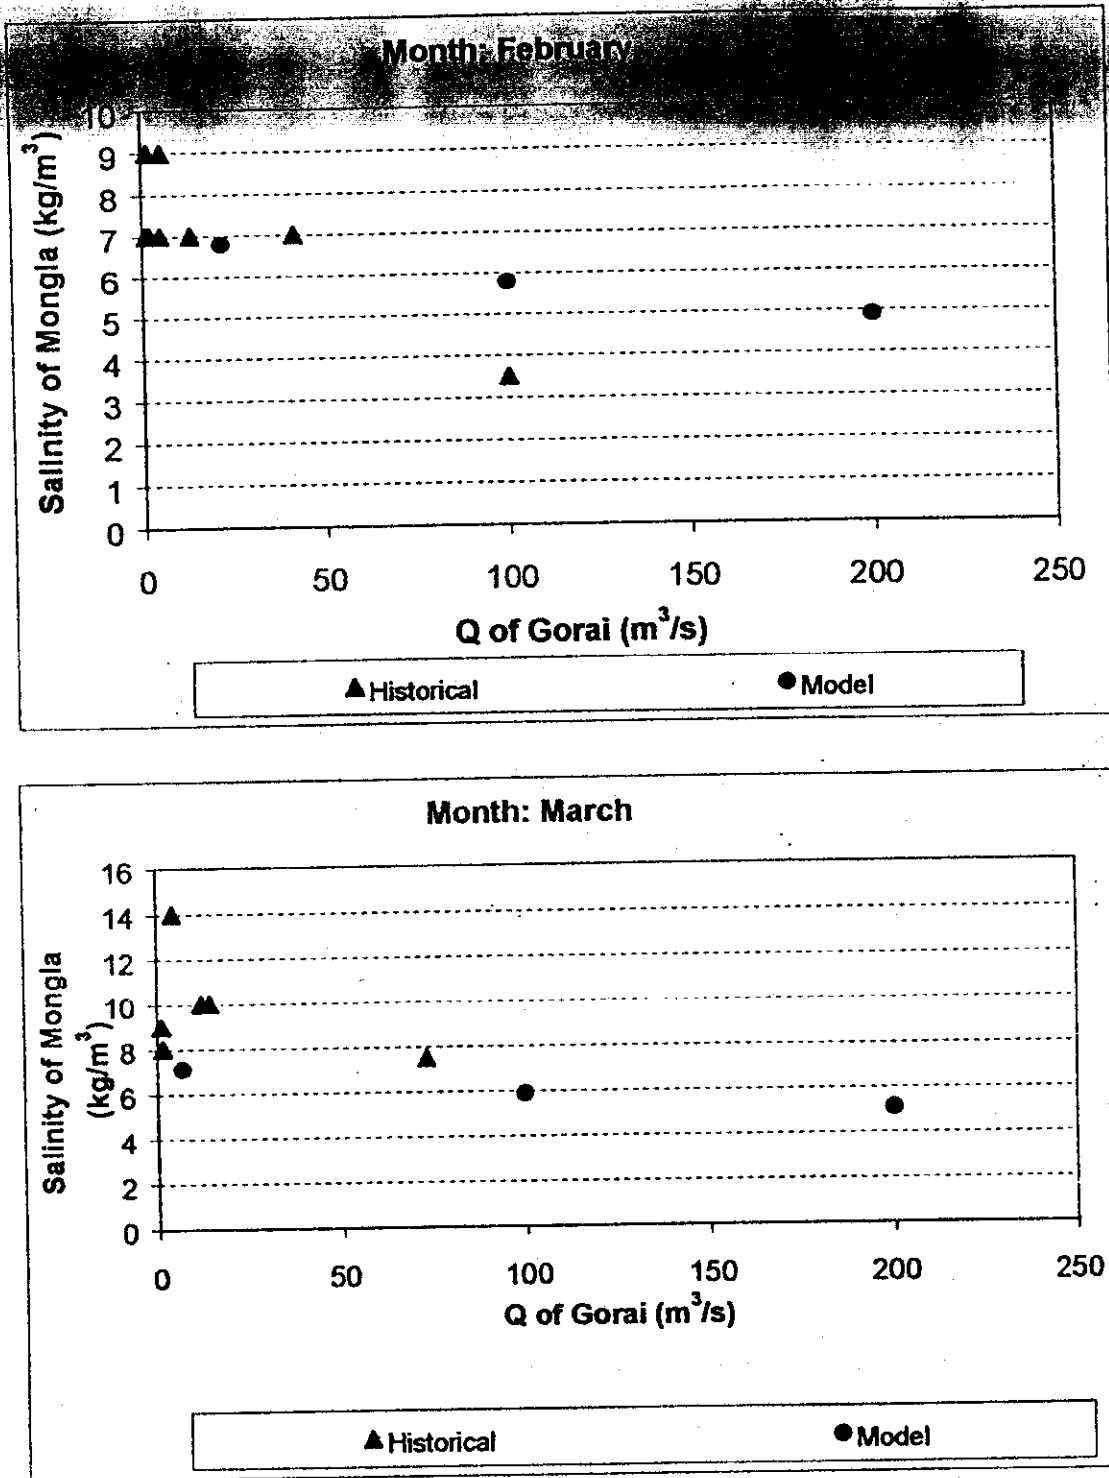 Month: February
Salinity of Mongla (kg/m³)
10
9
8
7
6
5
4
3
2
1
0
0 50 100 150 200 250
Q of Gorai (m³/s)
Historical Model
Month: March
Salinity of Mongla
(kg/m³)
16
14
12
10
8
6
4
2
0
0 50 100 150 200 250
Q of Gorai (m³/s)
Historical Model